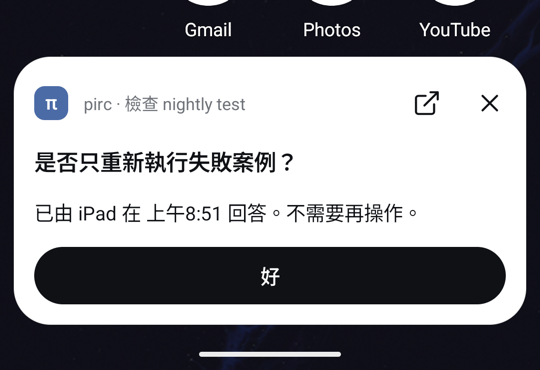 Gmail Photos YouTube
π pirc · 檢查 nightly test
是否只重新執行失敗案例？
已由 iPad 在 上午8:51 回答。不需要再操作。
好